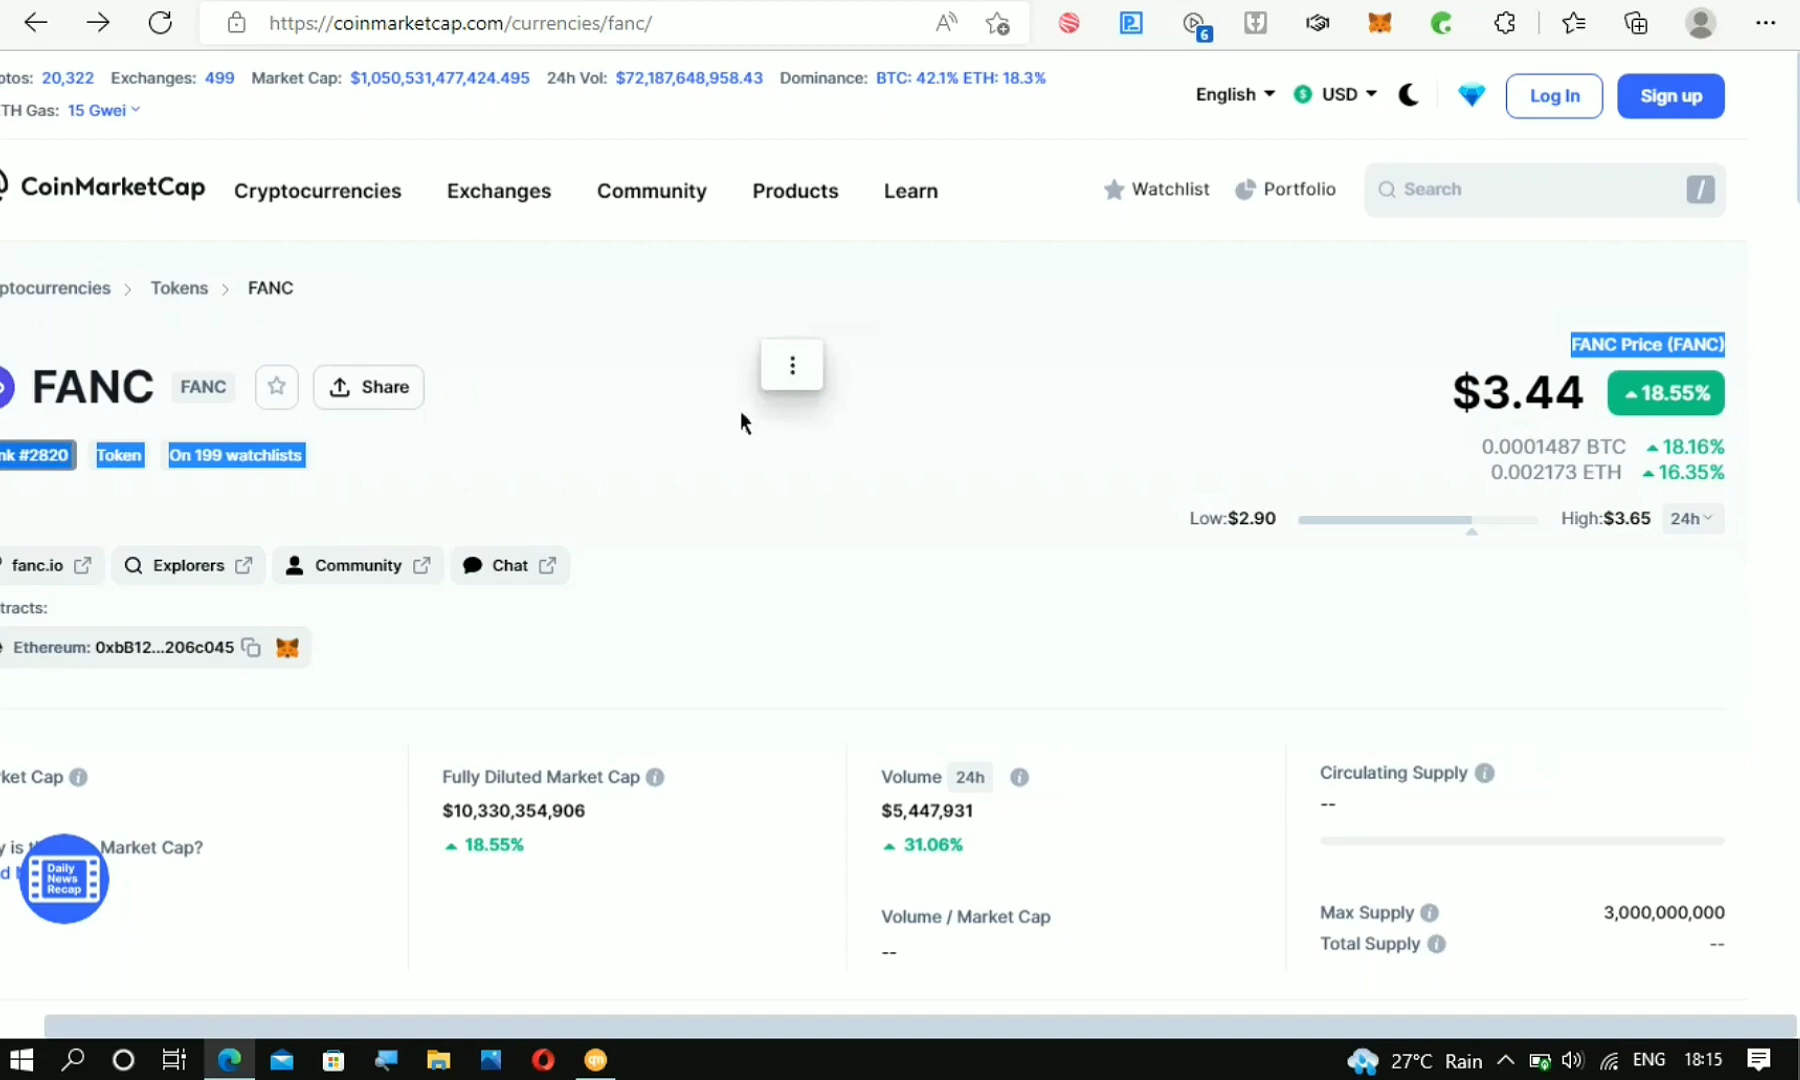 https://coinmarketcap.com/currencies/fanc/
6
ptos: 20,322 Exchanges: 499 Market Cap: $1,050,531,477,424.495 24h Vol: $72,187,648,958.43 Dominance: BTC: 42.1% ETH: 18.3%
TH Gas: 15 Gwei
English USD Log In Sign up
CoinMarketCap Cryptocurrencies Exchanges Community Products Learn Watchlist Portfolio Search /
ptocurrencies > Tokens > FANC
FANC Price (FANC)
FANC FANC Share
$3.44 18.55%
nk #2820 Token On 199 watchlists
0.0001487 BTC 18.16%
0.002173 ETH 16.35%
Low:$2.90 High:$3.65 24h
fanc.io Explorers Community Chat
tracts:
Ethereum: 0xbB12...206c045
ket Cap Fully Diluted Market Cap Volume 24h Circulating Supply
$10,330,354,906 $5,447,931 --
18.55% 31.06%
y is t Market Cap?
d
Daily
News
Recap
Volume / Market Cap
--
Max Supply 3,000,000,000
Total Supply --
27°C Rain ENG 18:15